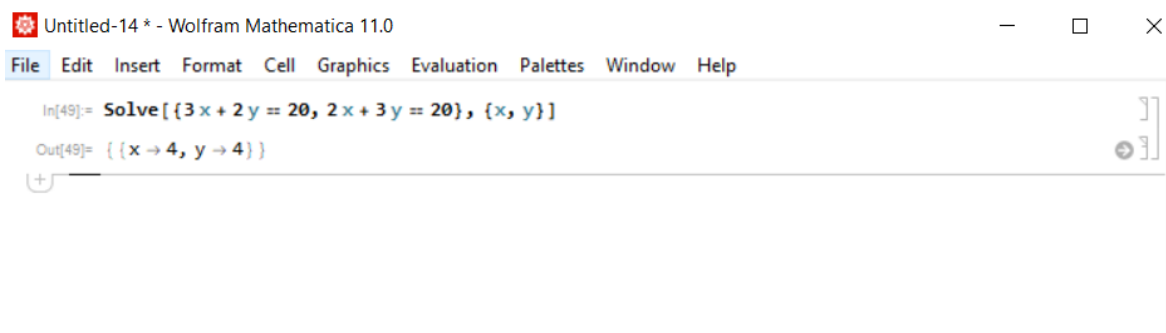 Untitled-14 * - Wolfram Mathematica 11.0
File Edit Insert Format Cell Graphics Evaluation Palettes Window Help
In[49]:= Solve[{3 x + 2 y == 20, 2 x + 3 y == 20}, {x, y}]
Out[49]= {{x → 4, y → 4}}